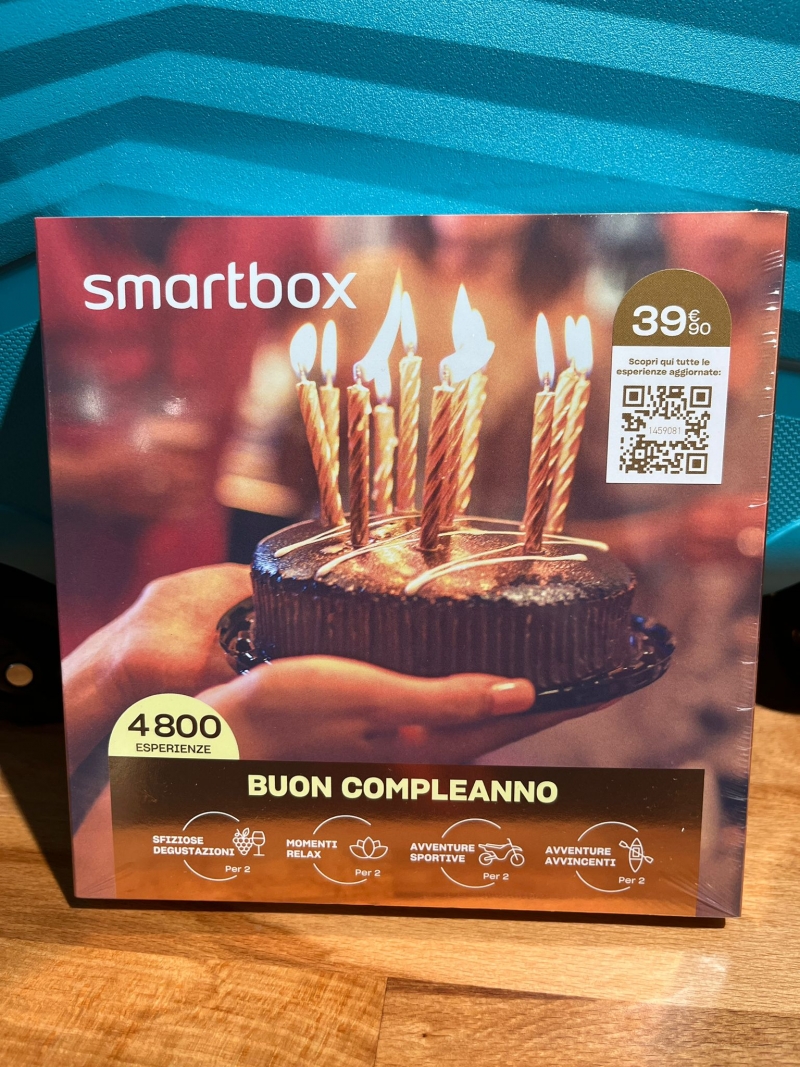 smartbox
39€90
Scopri qui tutte le
esperienze aggiornate:
1459081
4800
ESPERIENZE
BUON COMPLEANNO
SFIZIOSE
DEGUSTAZIONI
Per 2
MOMENTI
RELAX
Per 2
AVVENTURE
SPORTIVE
Per 2
AVVENTURE
AVVINCENTI
Per 2